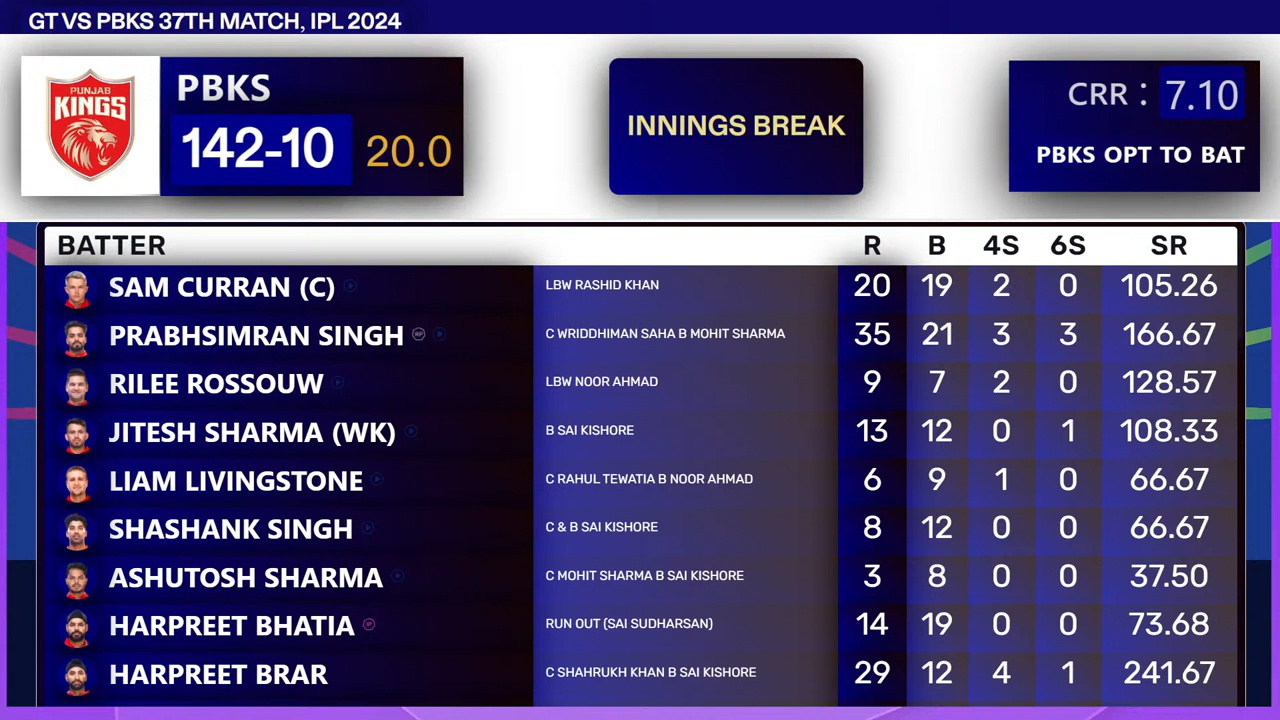 GT VS PBKS 37TH MATCH, IPL 2024
PUNJAB
KINGS
PBKS
142-10 20.0
INNINGS BREAK
CRR : 7.10
PBKS OPT TO BAT
BATTER R B 4S 6S SR
SAM CURRAN (C) LBW RASHID KHAN 20 19 2 0 105.26
PRABHSIMRAN SINGH C WRIDDHIMAN SAHA B MOHIT SHARMA 35 21 3 3 166.67
RILEE ROSSOUW LBW NOOR AHMAD 9 7 2 0 128.57
JITESH SHARMA (WK) B SAI KISHORE 13 12 0 1 108.33
LIAM LIVINGSTONE C RAHUL TEWATIA B NOOR AHMAD 6 9 1 0 66.67
SHASHANK SINGH C & B SAI KISHORE 8 12 0 0 66.67
ASHUTOSH SHARMA C MOHIT SHARMA B SAI KISHORE 3 8 0 0 37.50
HARPREET BHATIA RUN OUT (SAI SUDHARSAN) 14 19 0 0 73.68
HARPREET BRAR C SHAHRUKH KHAN B SAI KISHORE 29 12 4 1 241.67